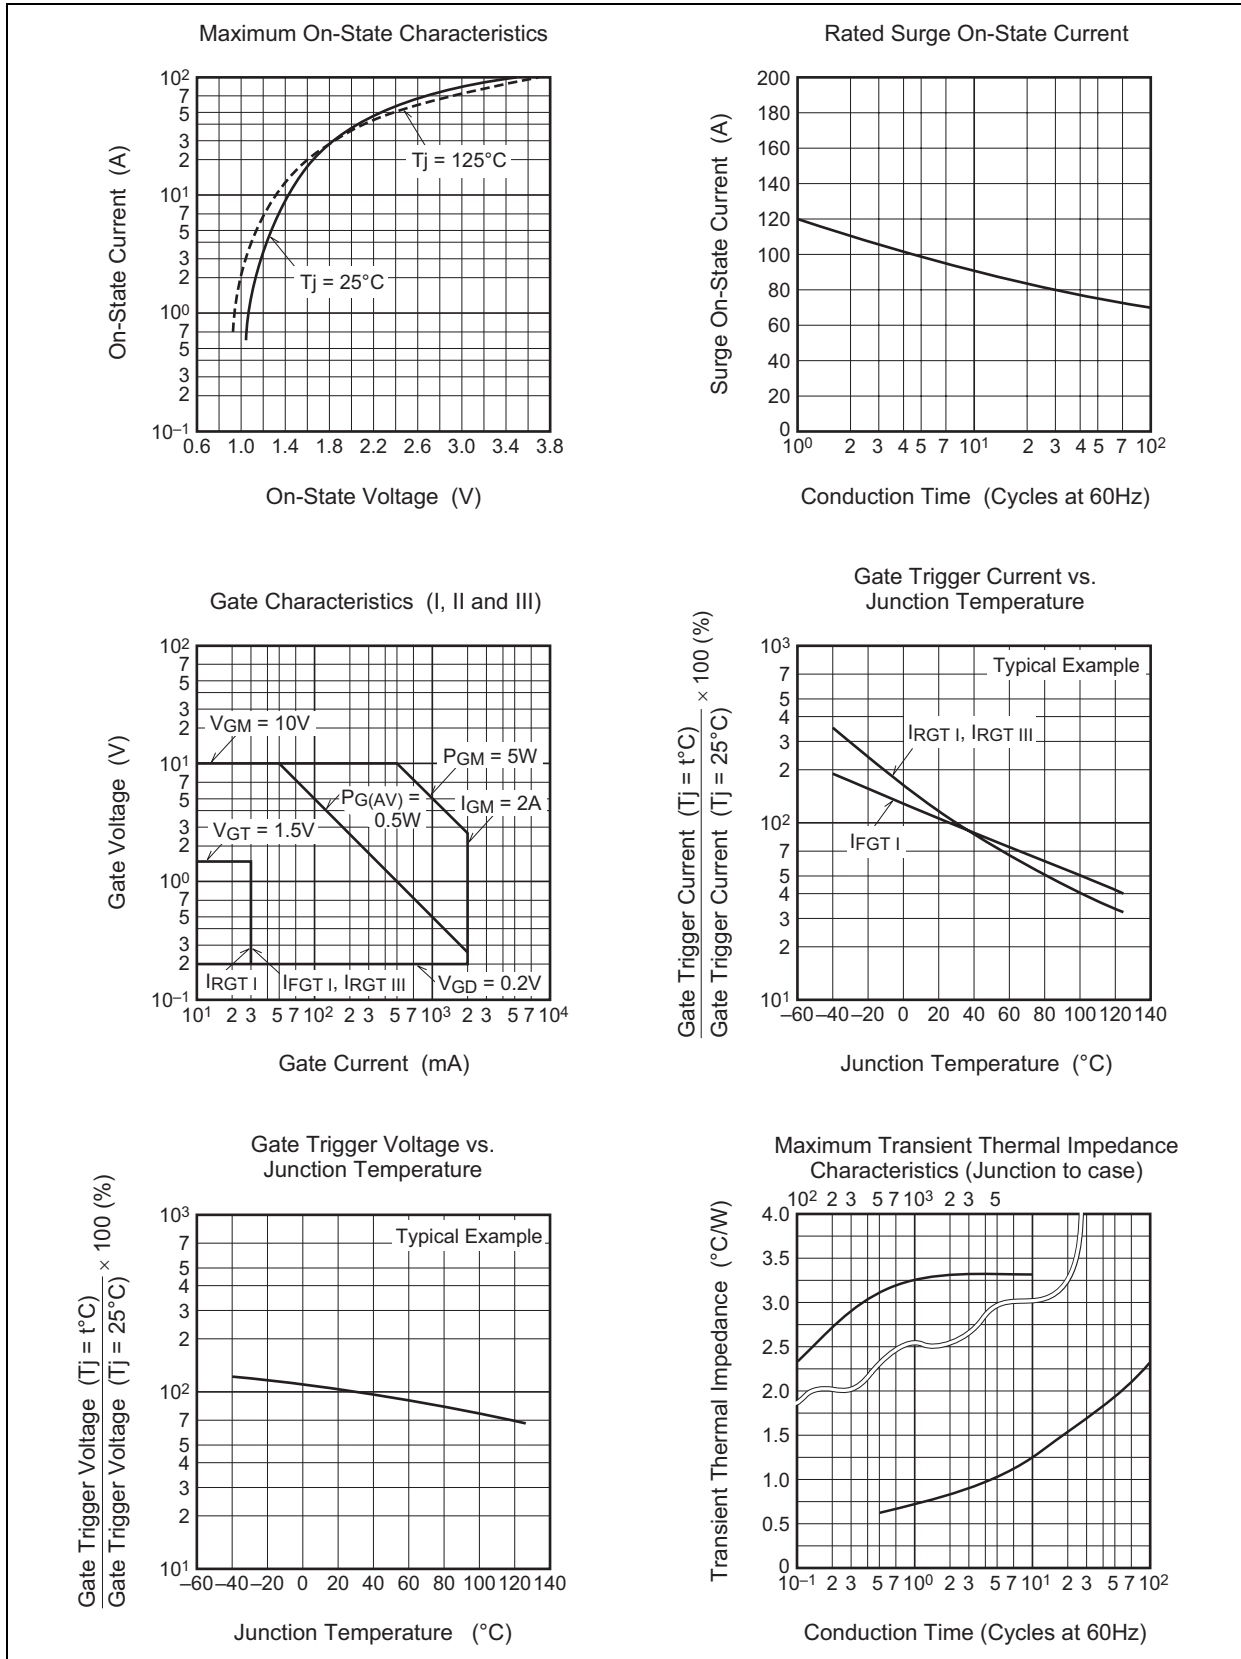 Maximum On-State Characteristics
10² 7 5 3 2 10¹ 7 5 3 2 10⁰ 7 5 3 2 10⁻¹
On-State Current (A)
Tj = 125°C
Tj = 25°C
0.6 1.0 1.4 1.8 2.2 2.6 3.0 3.4 3.8
On-State Voltage (V)
Rated Surge On-State Current
200 180 160 140 120 100 80 60 40 20 0
Surge On-State Current (A)
10⁰ 2 3 4 5 7 10¹ 2 3 4 5 7 10²
Conduction Time (Cycles at 60Hz)
Gate Characteristics (I, II and III)
10² 7 5 3 2 10¹ 7 5 3 2 10⁰ 7 5 3 2 10⁻¹
Gate Voltage (V)
VGM = 10V
PGM = 5W
PG(AV) =
0.5W
IGM = 2A
VGT = 1.5V
IRGT I
IFGT I, IRGT III
VGD = 0.2V
10¹ 2 3 5 7 10² 2 3 5 7 10³ 2 3 5 7 10⁴
Gate Current (mA)
Gate Trigger Current vs.
Junction Temperature
Gate Trigger Current (Tj = t°C)
Gate Trigger Current (Tj = 25°C)
× 100 (%)
10³ 7 5 4 3 2 10² 7 5 4 3 2 10¹
Typical Example
IRGT I, IRGT III
IFGT I
–60 –40 –20 0 20 40 60 80 100 120 140
Junction Temperature (°C)
Gate Trigger Voltage vs.
Junction Temperature
Gate Trigger Voltage (Tj = t°C)
Gate Trigger Voltage (Tj = 25°C)
× 100 (%)
10³ 7 5 4 3 2 10² 7 5 4 3 2 10¹
Typical Example
–60 –40 –20 0 20 40 60 80 100 120 140
Junction Temperature (°C)
Maximum Transient Thermal Impedance
Characteristics (Junction to case)
10² 2 3 5 7 10³ 2 3 5
4.0 3.5 3.0 2.5 2.0 1.5 1.0 0.5 0
Transient Thermal Impedance (°C/W)
10⁻¹ 2 3 5 7 10⁰ 2 3 5 7 10¹ 2 3 5 7 10²
Conduction Time (Cycles at 60Hz)